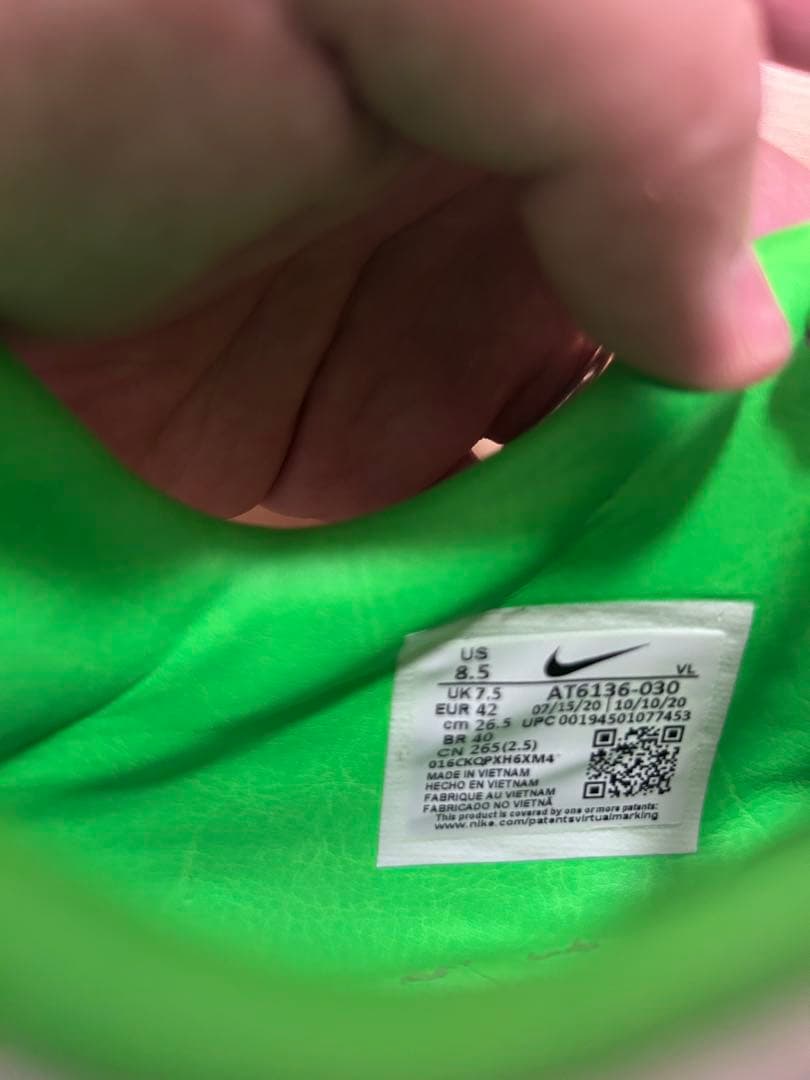 US
8.5
VL
UK 7.5
AT6136-030
EUR 42
07/15/20 | 10/10/20
cm 26.5
UPC 00194501077453
BR 40
CN 265(2.5)
016CKQPXH6XM4
MADE IN VIETNAM
HECHO EN VIETNAM
FABRIQUE AU VIETNAM
FABRICADO NO VIETNÃ
This product is covered by one or more patents:
www.nike.com/patentsvirtualmarking